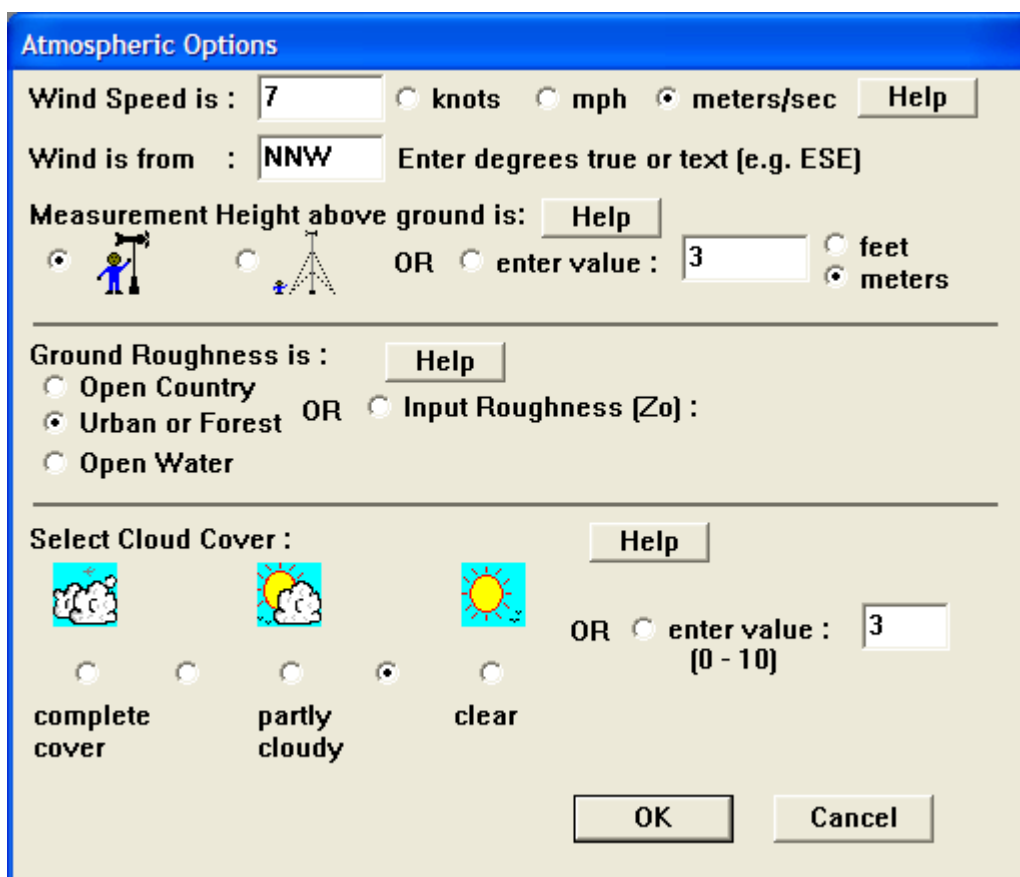 Atmospheric Options
Wind Speed is : 7 knots mph meters/sec Help
Wind is from : NNW Enter degrees true or text (e.g. ESE)
Measurement Height above ground is: Help
OR enter value : 3 feet
meters
Ground Roughness is : Help
Open Country
Urban or Forest OR Input Roughness (Zo) :
Open Water
Select Cloud Cover : Help
OR enter value : 3
(0 - 10)
complete partly clear
cover cloudy
OK Cancel